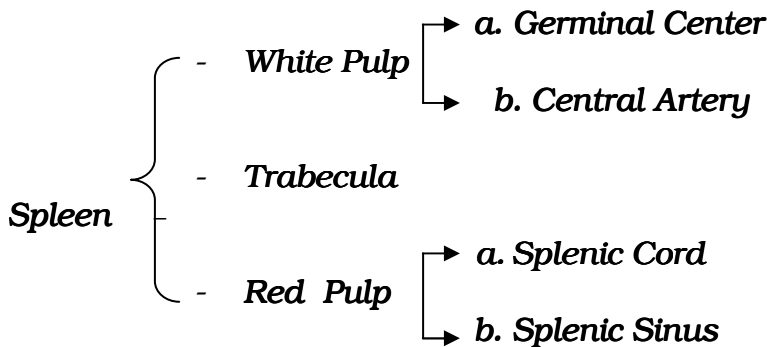 a. Germinal Center
- White Pulp
b. Central Artery
- Trabecula
Spleen
a. Splenic Cord
- Red Pulp
b. Splenic Sinus